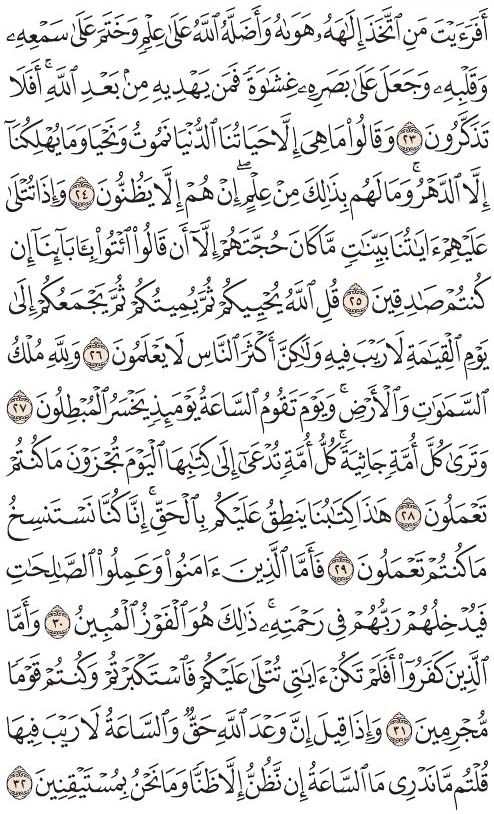 أَفَرَءَيْتَ مَنِ ٱتَّخَذَ إِلَٰهَهُۥ هَوَىٰهُ وَأَضَلَّهُ ٱللَّهُ عَلَىٰ عِلْمٍ وَخَتَمَ عَلَىٰ سَمْعِهِۦ
وَقَلْبِهِۦ وَجَعَلَ عَلَىٰ بَصَرِهِۦ غِشَٰوَةً فَمَن يَهْدِيهِ مِنۢ بَعْدِ ٱللَّهِ ۚ أَفَلَا
تَذَكَّرُونَ ٢٣ وَقَالُوا۟ مَا هِىَ إِلَّا حَيَاتُنَا ٱلدُّنْيَا نَمُوتُ وَنَحْيَا وَمَا يُهْلِكُنَآ
إِلَّا ٱلدَّهْرُ ۚ وَمَا لَهُم بِذَٰلِكَ مِنْ عِلْمٍ ۖ إِنْ هُمْ إِلَّا يَظُنُّونَ ٢٤ وَإِذَا تُتْلَىٰ
عَلَيْهِمْ ءَايَٰتُنَا بَيِّنَٰتٍ مَّا كَانَ حُجَّتَهُمْ إِلَّآ أَن قَالُوا۟ ٱئْتُوا۟ بِـَٔابَآئِنَآ إِن
كُنتُمْ صَٰدِقِينَ ٢٥ قُلِ ٱللَّهُ يُحْيِيكُمْ ثُمَّ يُمِيتُكُمْ ثُمَّ يَجْمَعُكُمْ إِلَىٰ
يَوْمِ ٱلْقِيَٰمَةِ لَا رَيْبَ فِيهِ وَلَٰكِنَّ أَكْثَرَ ٱلنَّاسِ لَا يَعْلَمُونَ ٢٦ وَلِلَّهِ مُلْكُ
ٱلسَّمَٰوَٰتِ وَٱلْأَرْضِ ۚ وَيَوْمَ تَقُومُ ٱلسَّاعَةُ يَوْمَئِذٍ يَخْسَرُ ٱلْمُبْطِلُونَ ٢٧
وَتَرَىٰ كُلَّ أُمَّةٍ جَاثِيَةً ۚ كُلُّ أُمَّةٍ تُدْعَىٰٓ إِلَىٰ كِتَٰبِهَا ٱلْيَوْمَ تُجْزَوْنَ مَا كُنتُمْ
تَعْمَلُونَ ٢٨ هَٰذَا كِتَٰبُنَا يَنطِقُ عَلَيْكُم بِٱلْحَقِّ ۚ إِنَّا كُنَّا نَسْتَنسِخُ
مَا كُنتُمْ تَعْمَلُونَ ٢٩ فَأَمَّا ٱلَّذِينَ ءَامَنُوا۟ وَعَمِلُوا۟ ٱلصَّٰلِحَٰتِ
فَيُدْخِلُهُمْ رَبُّهُمْ فِى رَحْمَتِهِۦ ۚ ذَٰلِكَ هُوَ ٱلْفَوْزُ ٱلْمُبِينُ ٣٠ وَأَمَّا
ٱلَّذِينَ كَفَرُوٓا۟ أَفَلَمْ تَكُنْ ءَايَٰتِى تُتْلَىٰ عَلَيْكُمْ فَٱسْتَكْبَرْتُمْ وَكُنتُمْ قَوْمًا
مُّجْرِمِينَ ٣١ وَإِذَا قِيلَ إِنَّ وَعْدَ ٱللَّهِ حَقٌّ وَٱلسَّاعَةُ لَا رَيْبَ فِيهَا
قُلْتُم مَّا نَدْرِى مَا ٱلسَّاعَةُ إِن نَّظُنُّ إِلَّا ظَنًّا وَمَا نَحْنُ بِمُسْتَيْقِنِينَ ٣٢